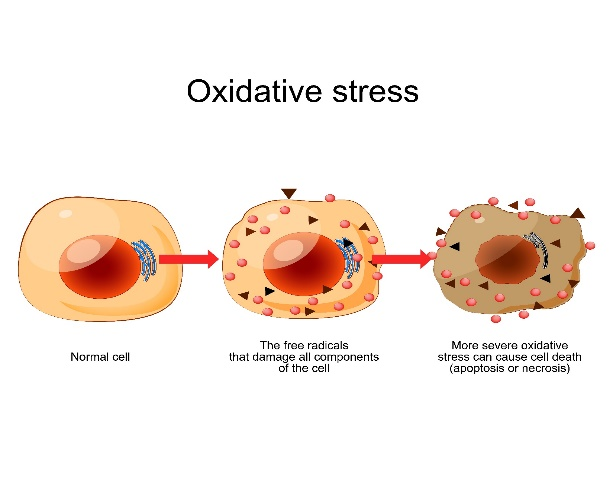 Oxidative stress
Normal cell
The free radicals
that damage all components
of the cell
More severe oxidative
stress can cause cell death
(apoptosis or necrosis)